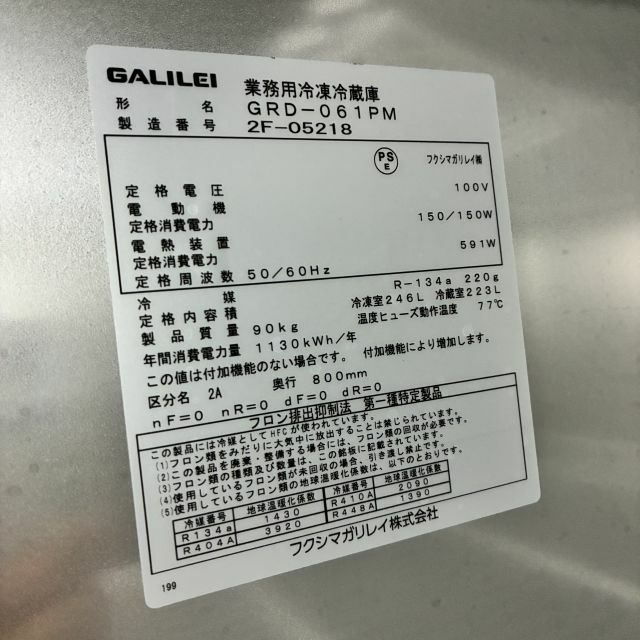 GALILEI 業務用冷凍冷蔵庫
形名 GRD-061PM
製造番号 2F-05218
PS E フクシマガリレイ㈱
定格電圧 100V
電動機
定格消費電力 150/150W
電熱装置
定格消費電力 591W
定格周波数 50/60Hz
冷媒 R-134a 220g
定格内容積 冷凍室246L 冷蔵室223L
製品質量 90kg 温度ヒューズ動作温度 77℃
年間消費電力量 1130kWh/年
この値は付加機能のない場合です。 付加機能により増加します。
区分名 2A 奥行 800mm
nF=0 nR=0 dF=0 dR=0
フロン排出抑制法 第一種特定製品
この製品には冷媒としてHFCが使われています。
(1)フロン類をみだりに大気中に放出することは禁じられています。
(2)この製品を廃棄・整備する場合には、フロン類の回収が必要です。
(3)フロン類の種類及び数量は、この銘板に記載されています。
(4)使用しているフロン類が未回収の場合、引き渡し禁止です。
(5)使用しているフロン類の地球温暖化係数は、以下のとおりです。
冷媒番号 地球温暖化係数 冷媒番号 地球温暖化係数
R134a 1430 R410A 2090
R404A 3920 R448A 1390
フクシマガリレイ株式会社
199